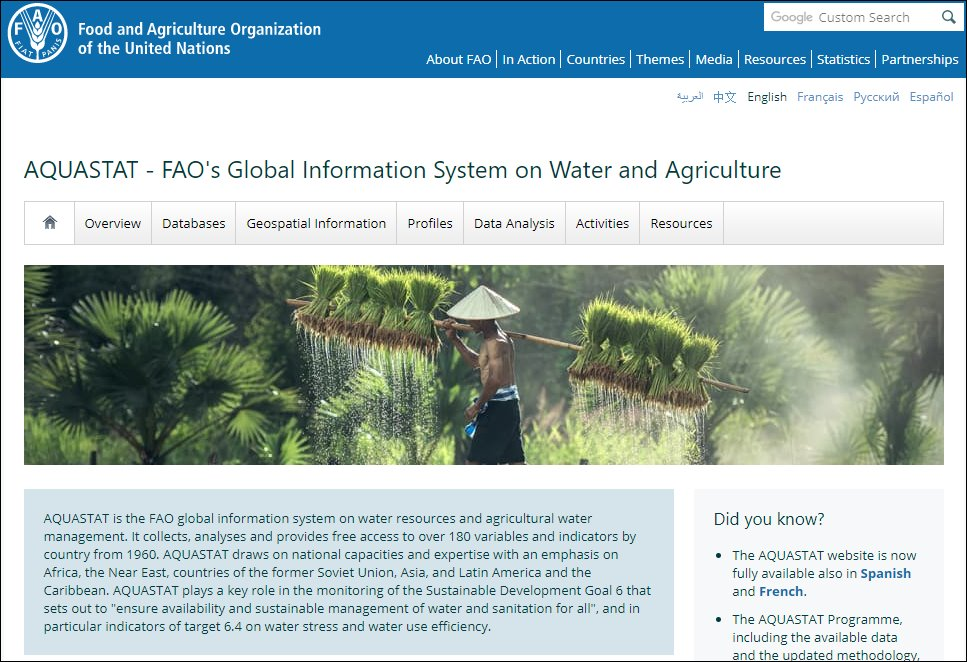 FAO
FIAT PANIS
Food and Agriculture Organization
of the United Nations
Google Custom Search
About FAO | In Action | Countries | Themes | Media | Resources | Statistics | Partnerships
العربية 中文 English Français Русский Español
AQUASTAT - FAO's Global Information System on Water and Agriculture
Overview Databases Geospatial Information Profiles Data Analysis Activities Resources
AQUASTAT is the FAO global information system on water resources and agricultural water
management. It collects, analyses and provides free access to over 180 variables and indicators by
country from 1960. AQUASTAT draws on national capacities and expertise with an emphasis on
Africa, the Near East, countries of the former Soviet Union, Asia, and Latin America and the
Caribbean. AQUASTAT plays a key role in the monitoring of the Sustainable Development Goal 6 that
sets out to "ensure availability and sustainable management of water and sanitation for all", and in
particular indicators of target 6.4 on water stress and water use efficiency.
Did you know?
• The AQUASTAT website is now
fully available also in Spanish
and French.
• The AQUASTAT Programme,
including the available data
and the updated methodology,